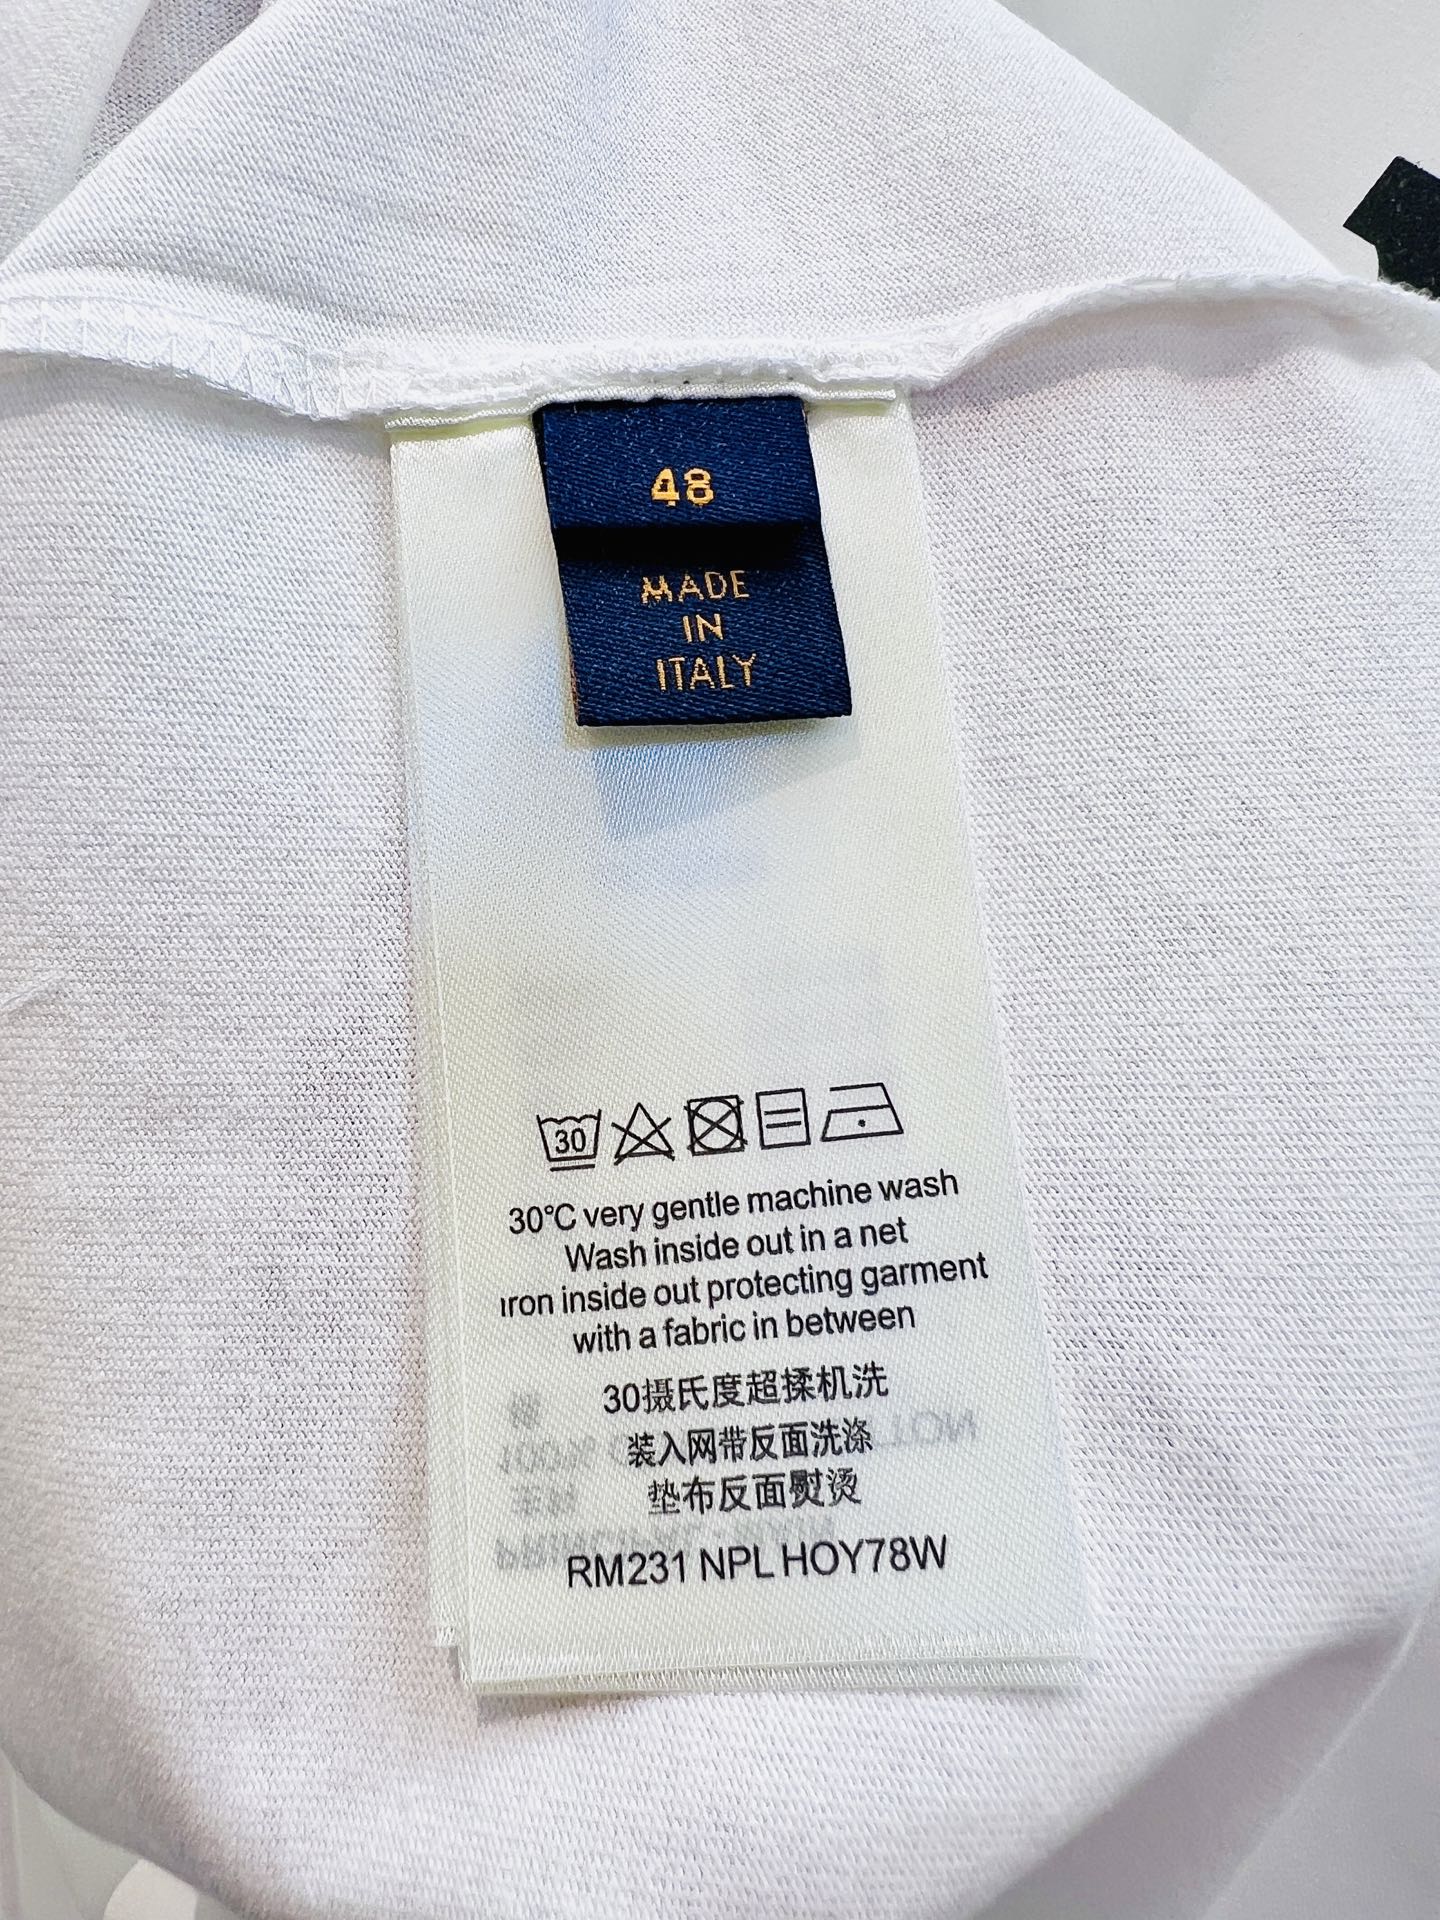 48
MADE
IN
ITALY
30
30°C very gentle machine wash
Wash inside out in a net
Iron inside out protecting garment
with a fabric in between
30摄氏度超揉机洗
装入网带反面洗涤
垫布反面熨烫
RM231 NPL HOY78W